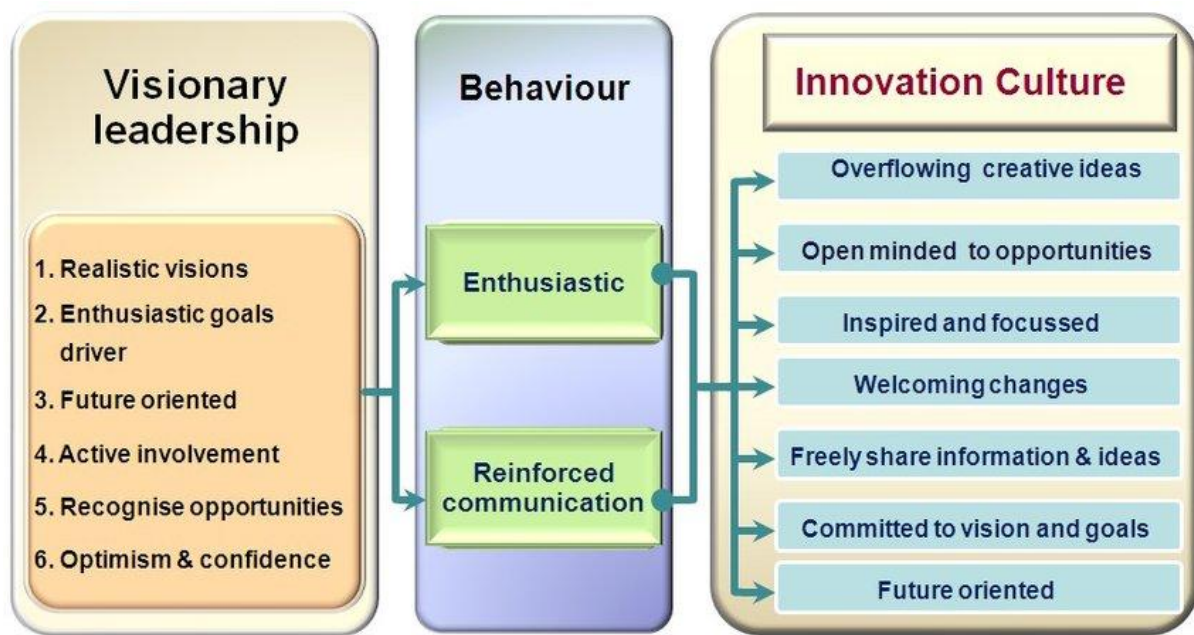 Visionary
leadership
1. Realistic visions
2. Enthusiastic goals
driver
3. Future oriented
4. Active involvement
5. Recognise opportunities
6. Optimism & confidence
Behaviour
Enthusiastic
Reinforced
communication
Innovation Culture
Overflowing creative ideas
Open minded to opportunities
Inspired and focussed
Welcoming changes
Freely share information & ideas
Committed to vision and goals
Future oriented